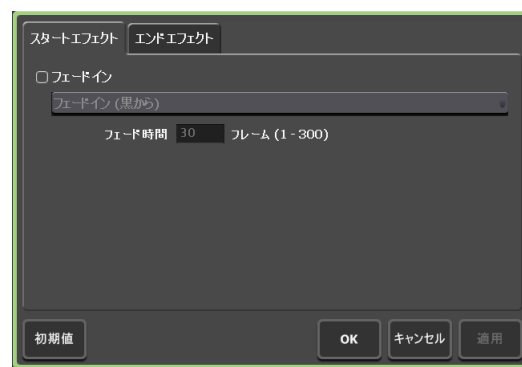 スタートエフェクト エンドエフェクト
フェードイン
フェードイン (黒から)
フェード時間 30 フレーム (1 - 300)
初期値 OK キャンセル 適用